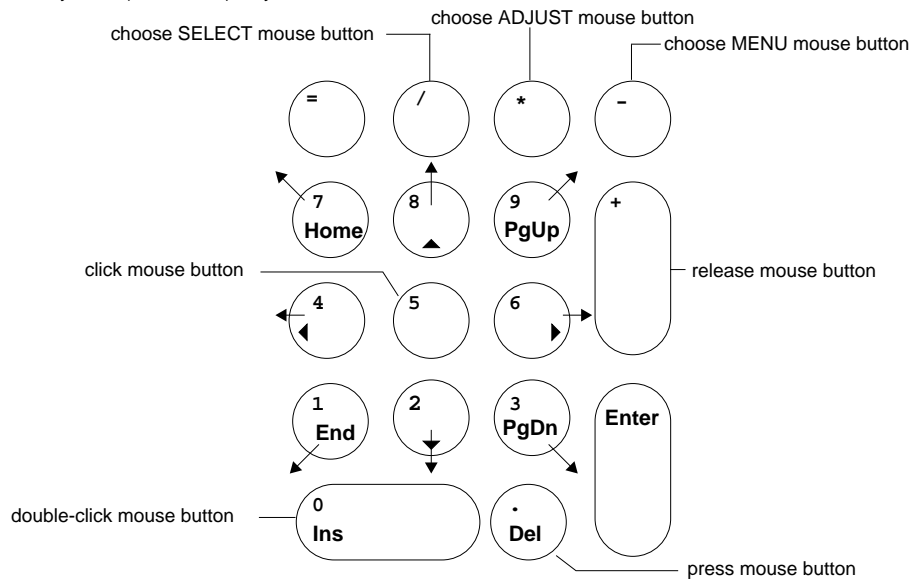 choose ADJUST mouse button
choose SELECT mouse button
choose MENU mouse button
= / * -
7 8 9 +
Home PgUp
click mouse button
release mouse button
4 5 6
1 2 3
End PgDn Enter
0 .
double-click mouse button
Ins Del
press mouse button